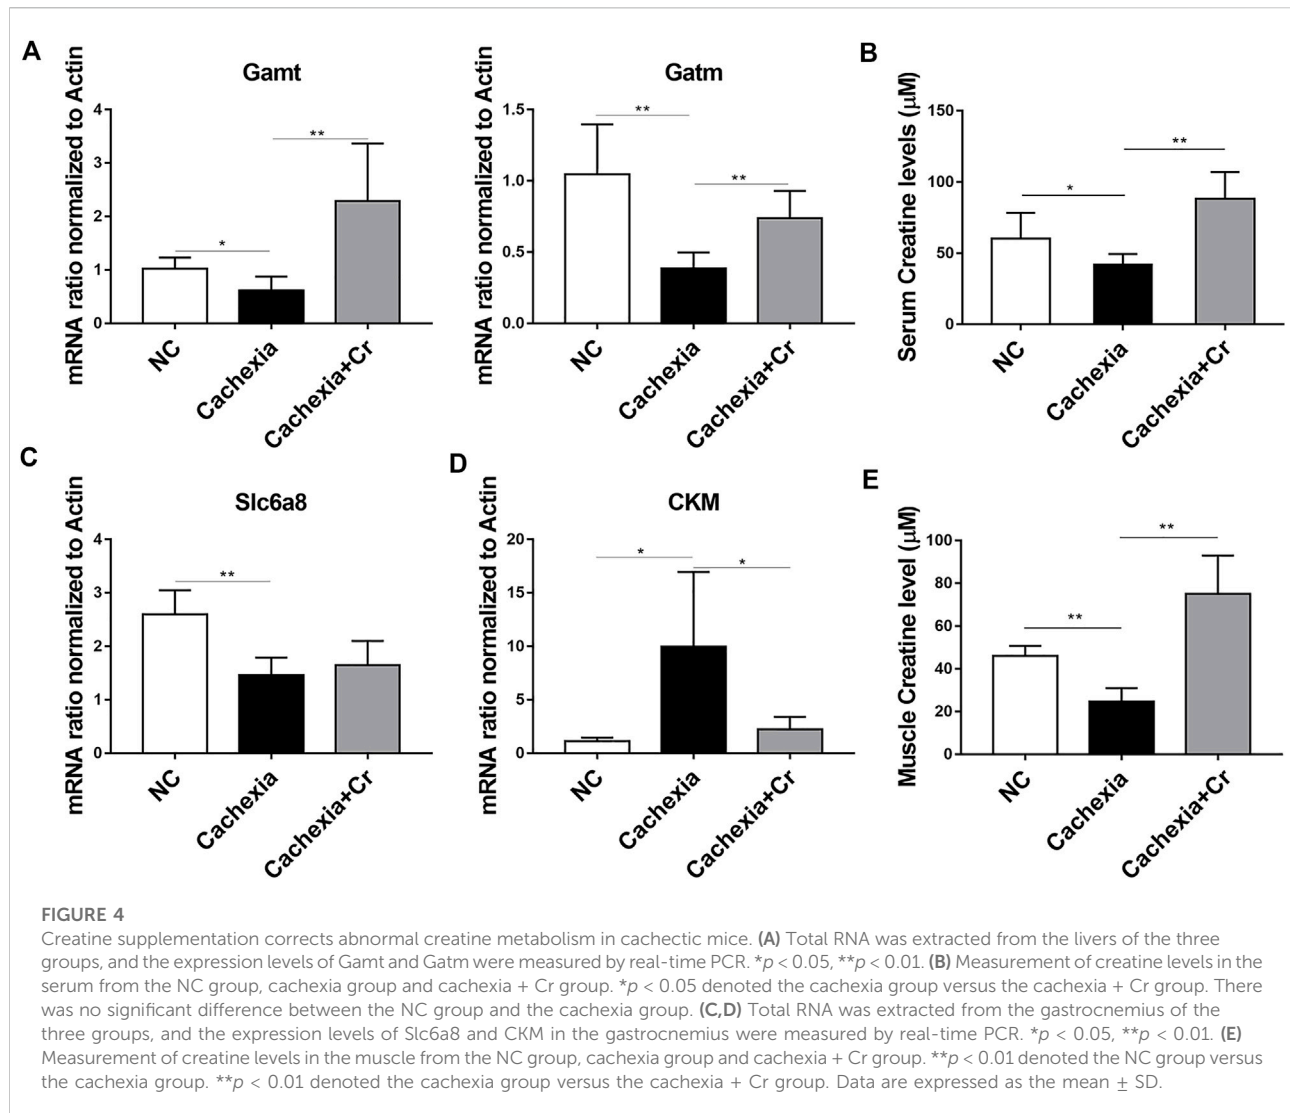 A
Gamt
mRNA ratio normalized to Actin
4
3
2
1
0
*
**
NC
Cachexia
Cachexia+Cr
Gatm
mRNA ratio normalized to Actin
1.5
1.0
0.5
0.0
**
**
NC
Cachexia
Cachexia+Cr
B
Serum Creatine levels (μM)
150
100
50
0
*
**
NC
Cachexia
Cachexia+Cr
C
Slc6a8
mRNA ratio normalized to Actin
4
3
2
1
0
**
NC
Cachexia
Cachexia+Cr
D
CKM
mRNA ratio normalized to Actin
20
15
10
5
0
*
*
NC
Cachexia
Cachexia+Cr
E
Muscle Creatine level (μM)
100
80
60
40
20
0
**
**
NC
Cachexia
Cachexia+Cr
FIGURE 4
Creatine supplementation corrects abnormal creatine metabolism in cachectic mice. (A) Total RNA was extracted from the livers of the three
groups, and the expression levels of Gamt and Gatm were measured by real-time PCR. *p < 0.05, **p < 0.01. (B) Measurement of creatine levels in the
serum from the NC group, cachexia group and cachexia + Cr group. *p < 0.05 denoted the cachexia group versus the cachexia + Cr group. There
was no significant difference between the NC group and the cachexia group. (C,D) Total RNA was extracted from the gastrocnemius of the
three groups, and the expression levels of Slc6a8 and CKM in the gastrocnemius were measured by real-time PCR. *p < 0.05, **p < 0.01. (E)
Measurement of creatine levels in the muscle from the NC group, cachexia group and cachexia + Cr group. **p < 0.01 denoted the NC group versus
the cachexia group. **p < 0.01 denoted the cachexia group versus the cachexia + Cr group. Data are expressed as the mean ± SD.